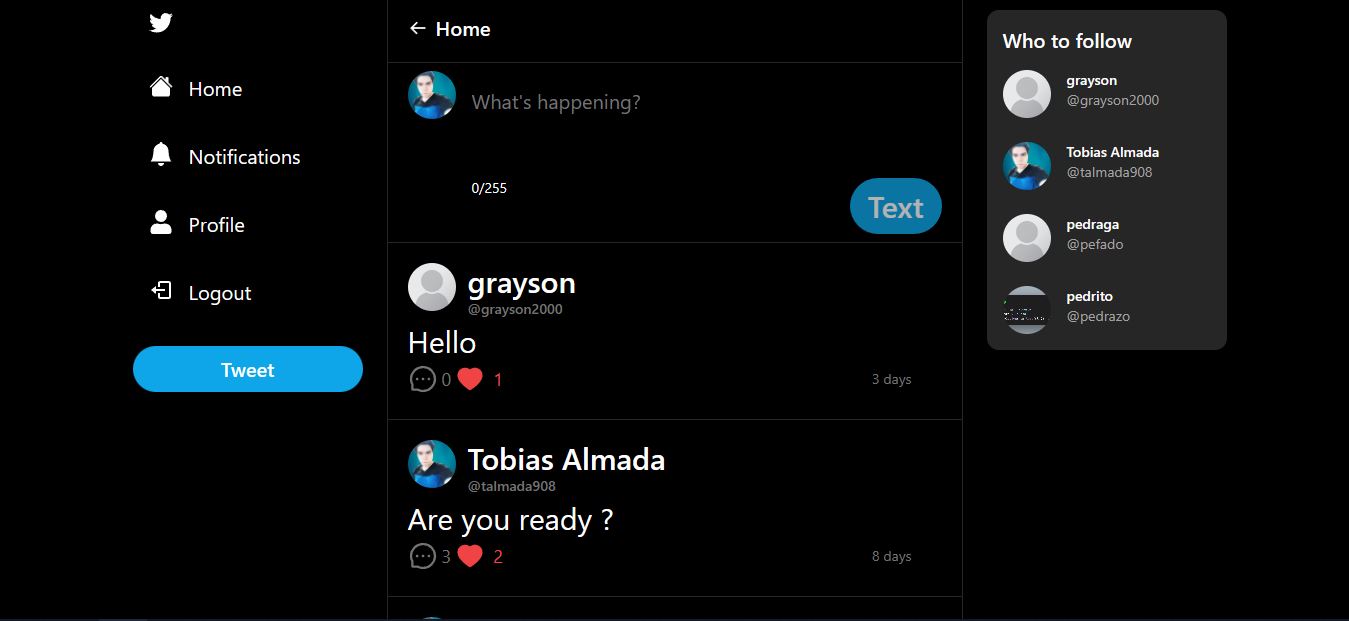 Home
Notifications
Profile
Logout
Tweet
Home
What's happening?
0/255
Text
grayson
@grayson2000
Hello
0 1 3 days
Tobias Almada
@talmada908
Are you ready ?
3 2 8 days
Who to follow
grayson
@grayson2000
Tobias Almada
@talmada908
pedraga
@pefado
pedrito
@pedrazo